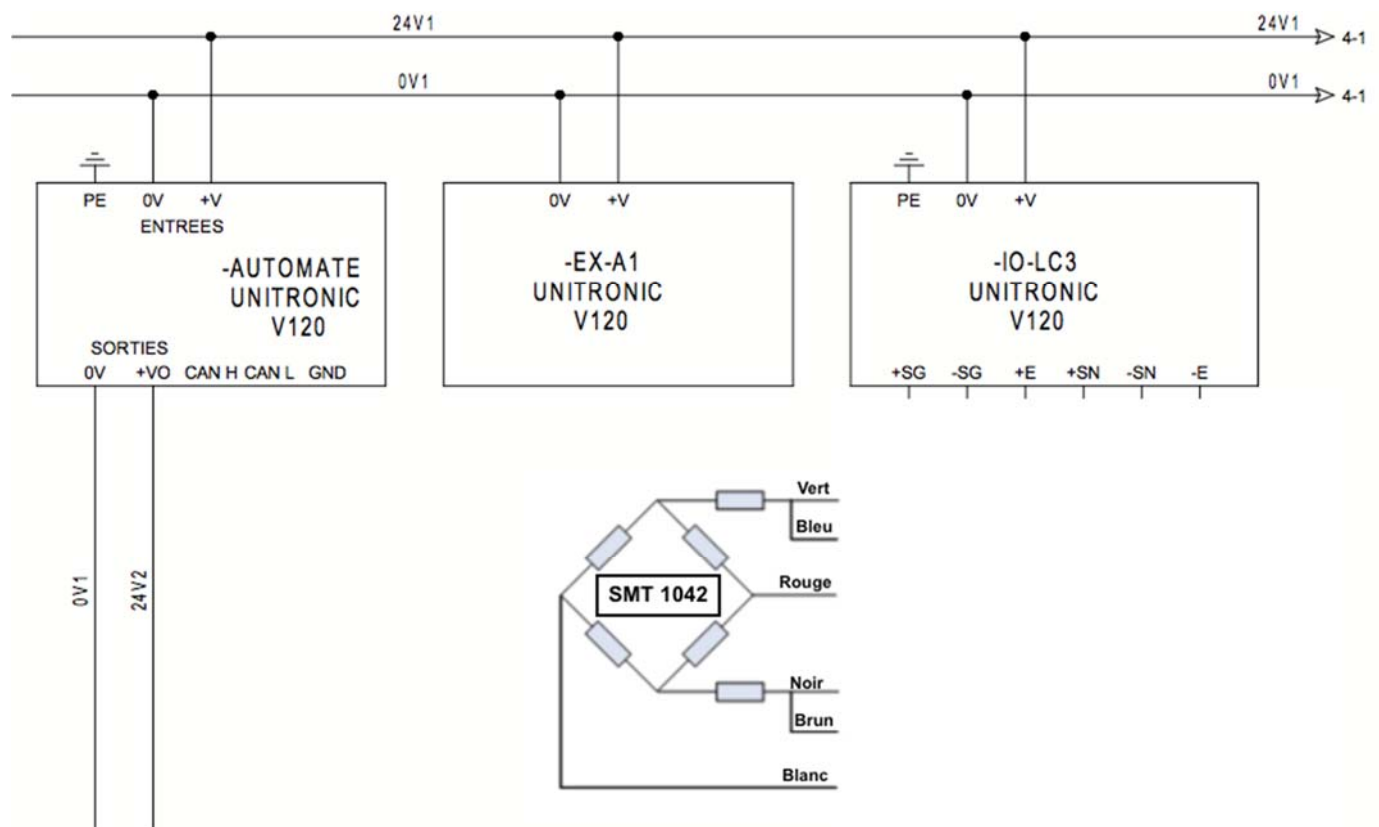 24V1
24V1
4-1
0V1
0V1
4-1
PE 0V +V
ENTREES
-AUTOMATE
UNITRONIC
V120
SORTIES
0V +VO CAN H CAN L GND
0V +V
-EX-A1
UNITRONIC
V120
PE 0V +V
-IO-LC3
UNITRONIC
V120
+SG -SG +E +SN -SN -E
0V1
24V2
Vert
Bleu
Rouge
SMT 1042
Noir
Brun
Blanc